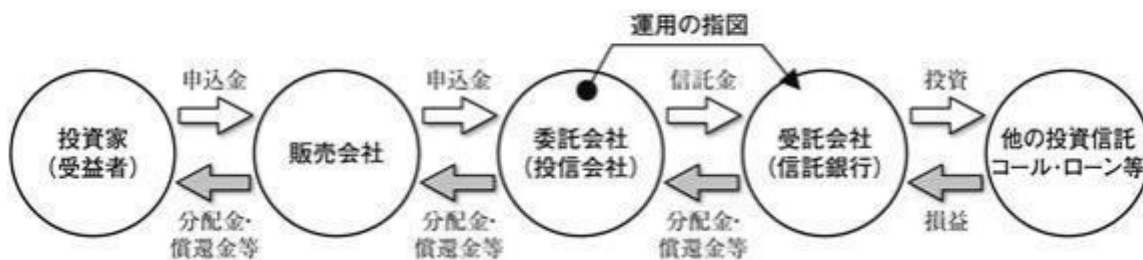 運用の指図
申込金
申込金
信託金
投資
投資家
(受益者)
販売会社
委託会社
(投信会社)
受託会社
(信託銀行)
他の投資信託
コール・ローン等
分配金・
償還金等
分配金・
償還金等
分配金・
償還金等
損益